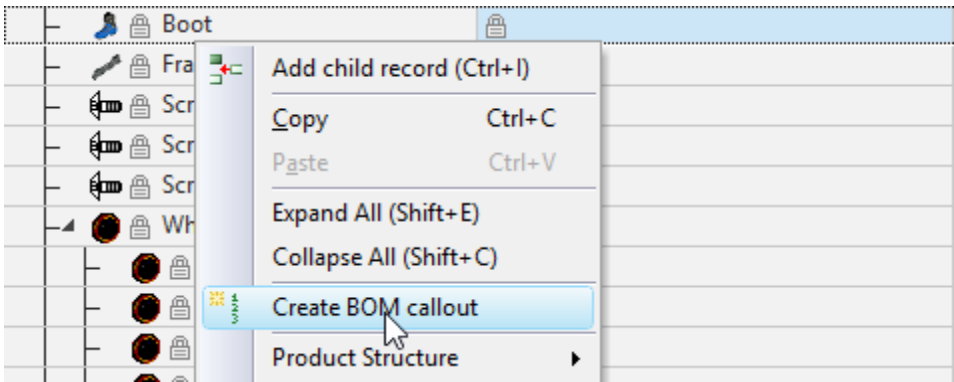 Boot
Fra
Add child record (Ctrl+I)
Scr
Copy Ctrl+C
Scr
Paste Ctrl+V
Scr
Expand All (Shift+E)
Wh
Collapse All (Shift+C)
Create BOM callout
Product Structure